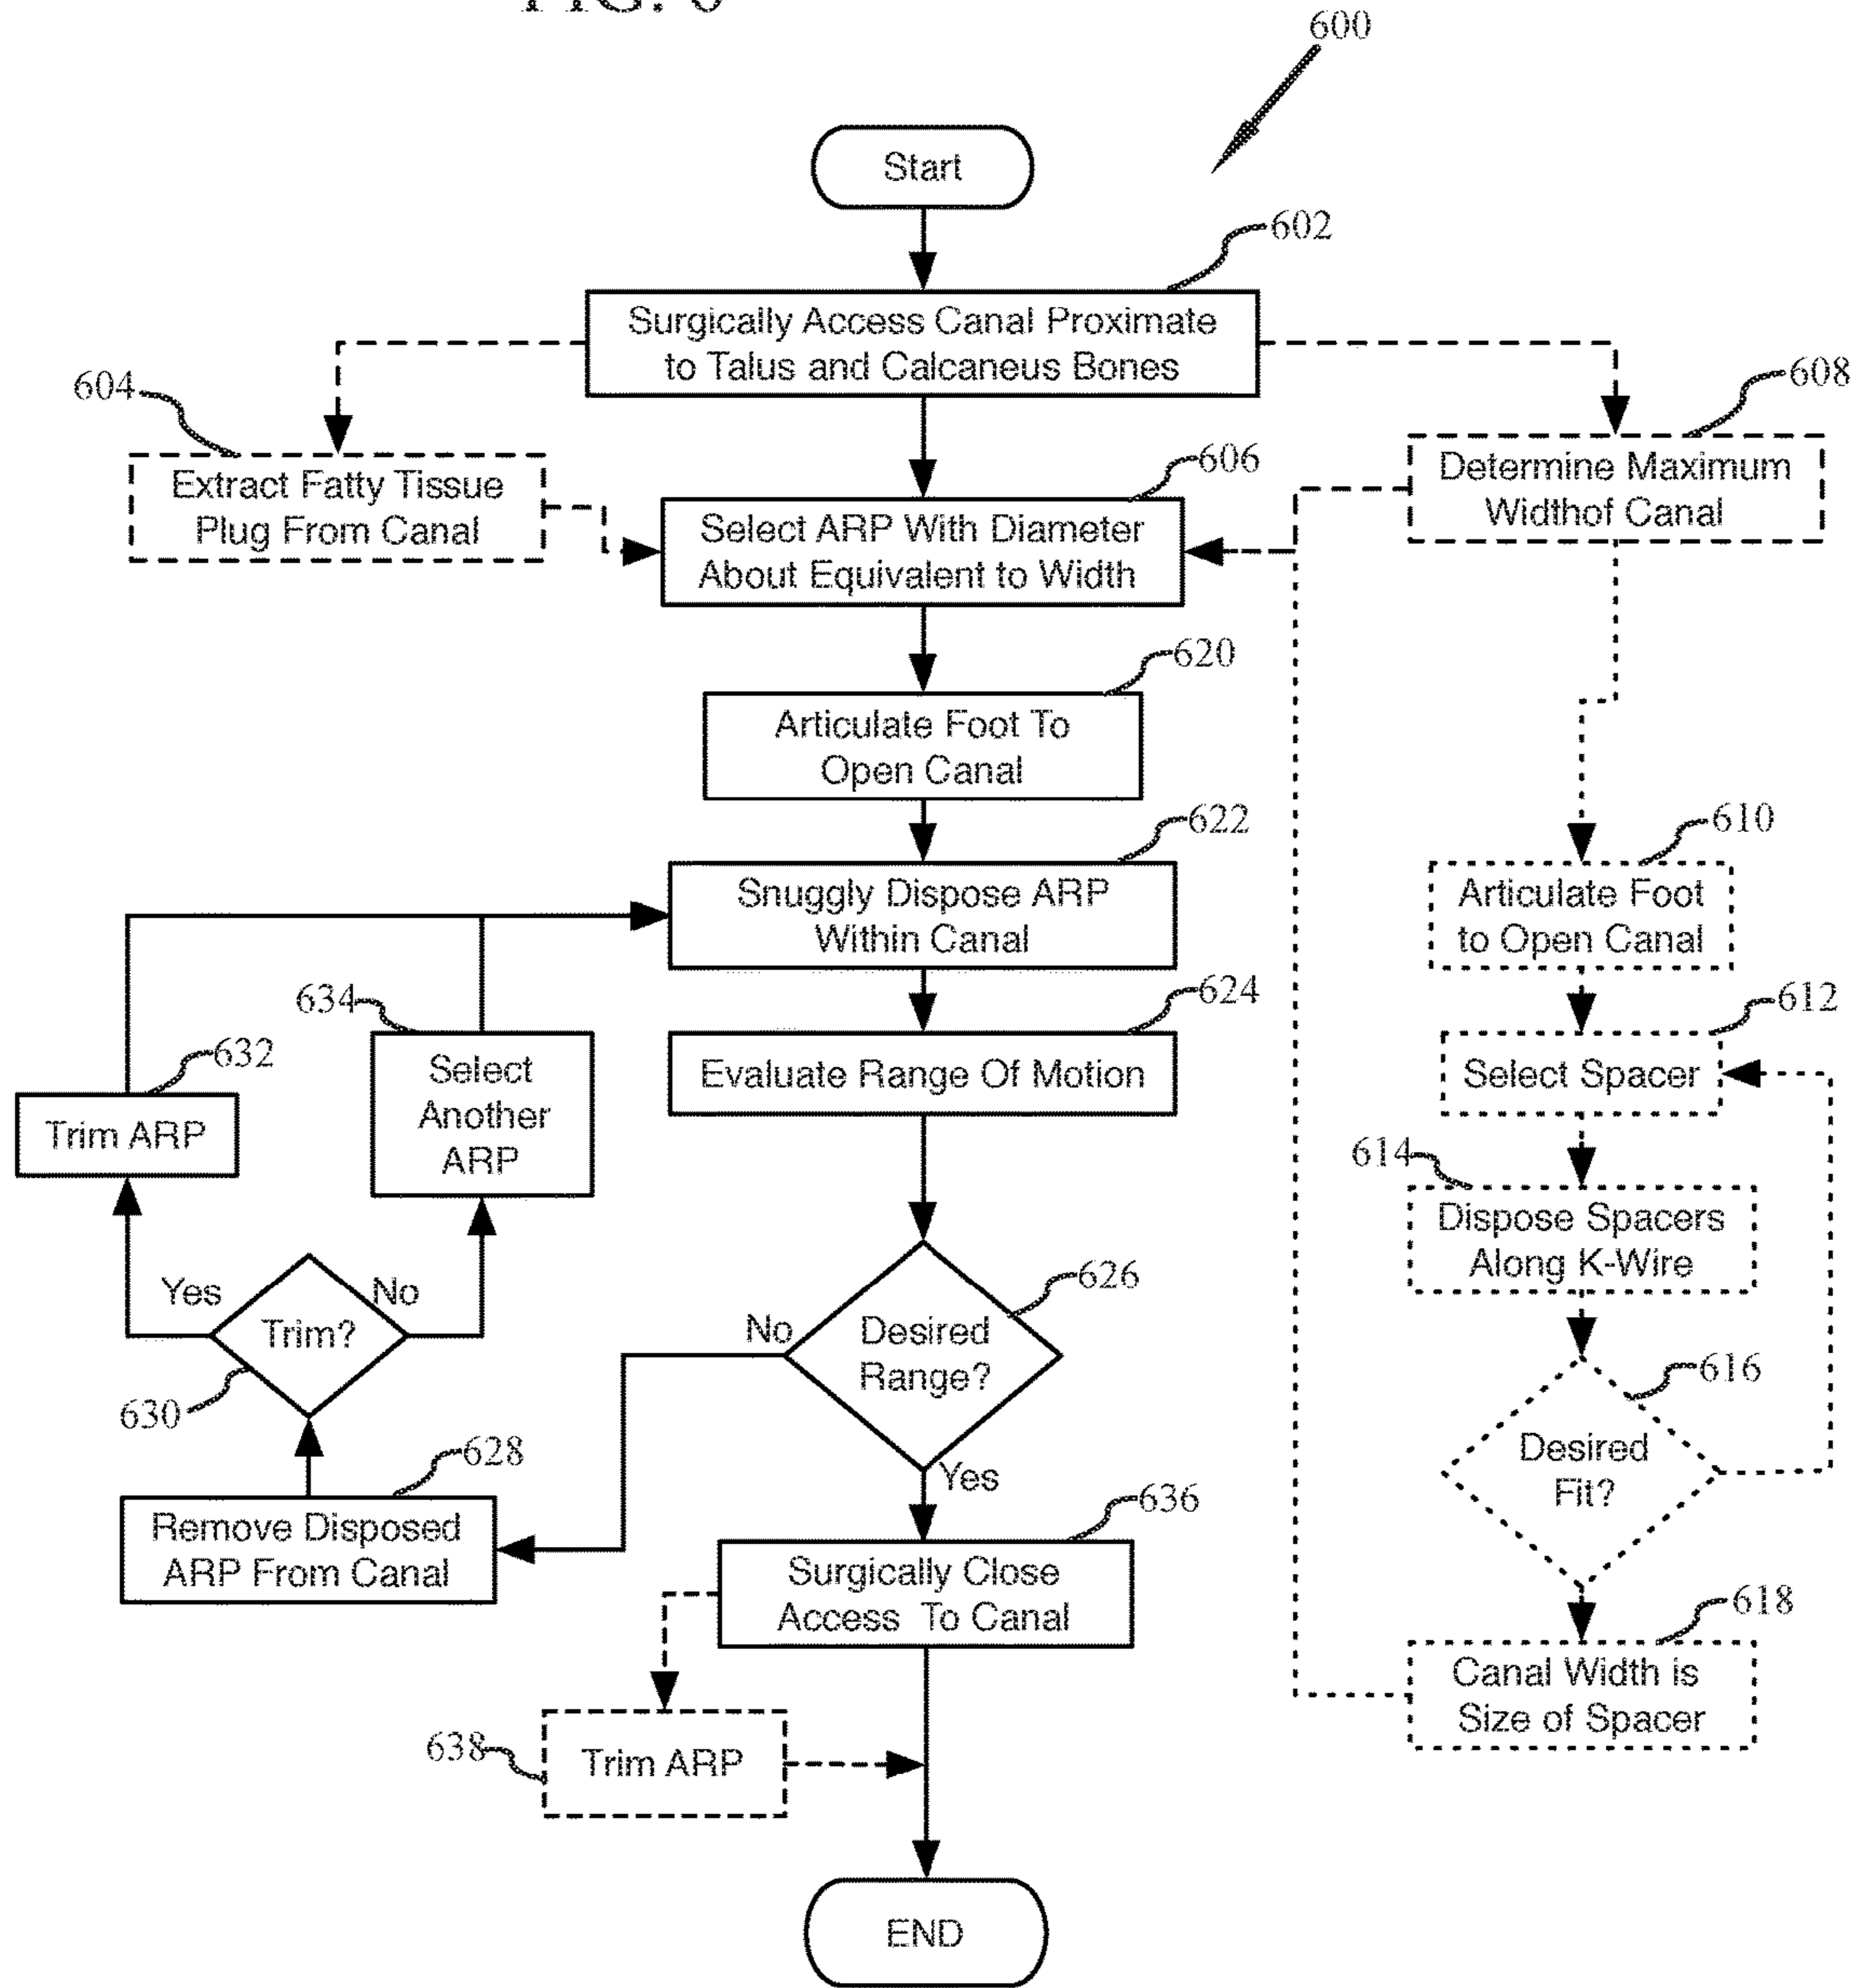 FIG. 6
600
Start
602
Surgically Access Canal Proximate
to Talus and Calcaneus Bones
604
608
Extract Fatty Tissue
Plug From Canal
606
Select ARP With Diameter
About Equivalent to Width
Determine Maximum
Widthof Canal
620
Articulate Foot To
Open Canal
622
Snuggly Dispose ARP
Within Canal
610
Articulate Foot
to Open Canal
624
Evaluate Range Of Motion
612
Select Spacer
634
Select
Another
ARP
632
Trim ARP
614
Dispose Spacers
Along K-Wire
Yes
No
Trim?
630
626
No
Desired
Range?
Yes
616
Desired
Fit?
628
Remove Disposed
ARP From Canal
636
Surgically Close
Access To Canal
618
Canal Width is
Size of Spacer
638
Trim ARP
END